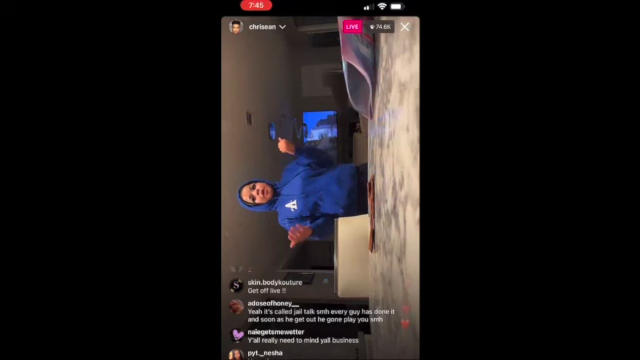 7:45
chrisean
LIVE
74.6K
skin.bodykouture
Get off live !!
adoseofhoney__
Yeah it's called jail talk smh every guy has done it
and soon as he get out he gone play you smh
naiegetsmewetter
Y'all really need to mind yall business
pyt._nesha